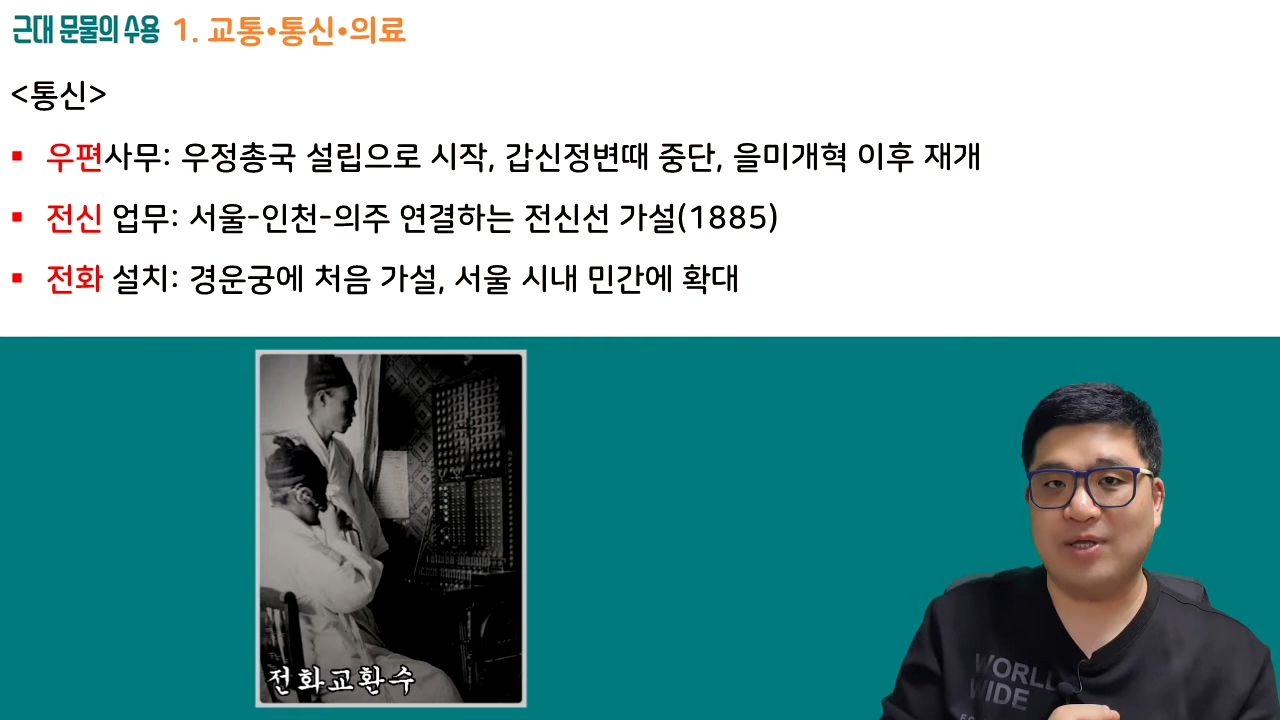 근대 문물의 수용 1. 교통•통신•의료
<통신>
▪ 우편사무: 우정총국 설립으로 시작, 갑신정변때 중단, 을미개혁 이후 재개
▪ 전신 업무: 서울-인천-의주 연결하는 전신선 가설(1885)
▪ 전화 설치: 경운궁에 처음 가설, 서울 시내 민간에 확대
전화교환수
WORLD
WIDE